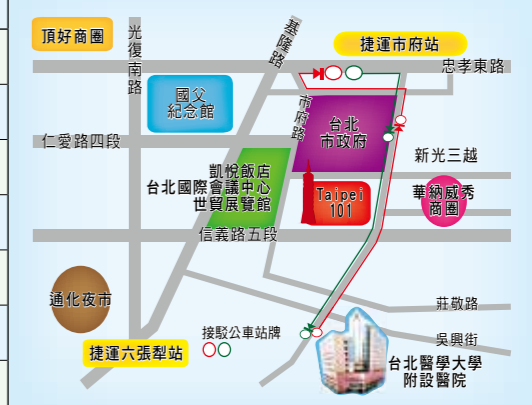 頂好商圈
光復南路
基隆路
捷運市府站
忠孝東路
國父
紀念館
市府路
台北
市政府
仁愛路四段
新光三越
凱悅飯店
台北國際會議中心
世貿展覽館
Taipei
101
華納威秀
商圈
信義路五段
通化夜市
莊敬路
接駁公車站牌
吳興街
捷運六張犁站
台北醫學大學
附設醫院